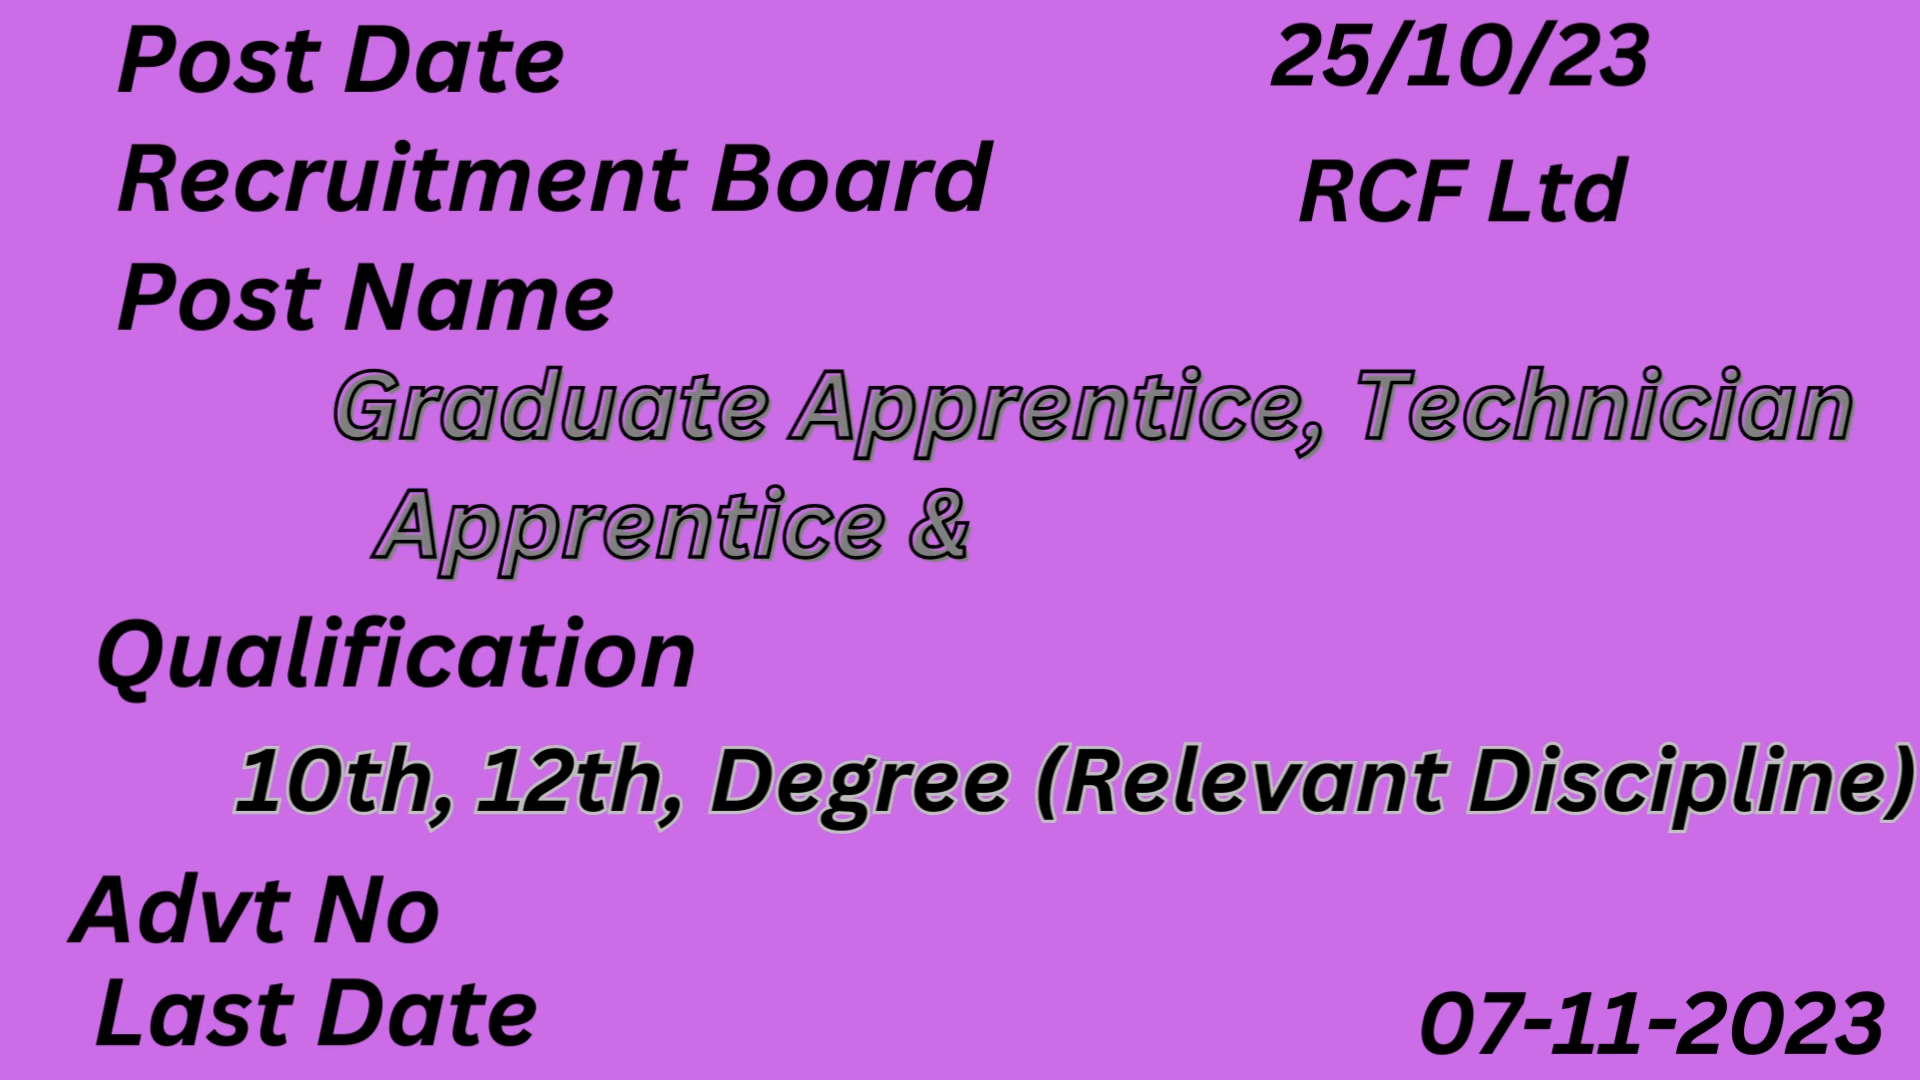 Post Date 25/10/23
Recruitment Board RCF Ltd
Post Name
Graduate Apprentice, Technician
Apprentice &
Qualification
10th, 12th, Degree (Relevant Discipline)
Advt No
Last Date 07-11-2023